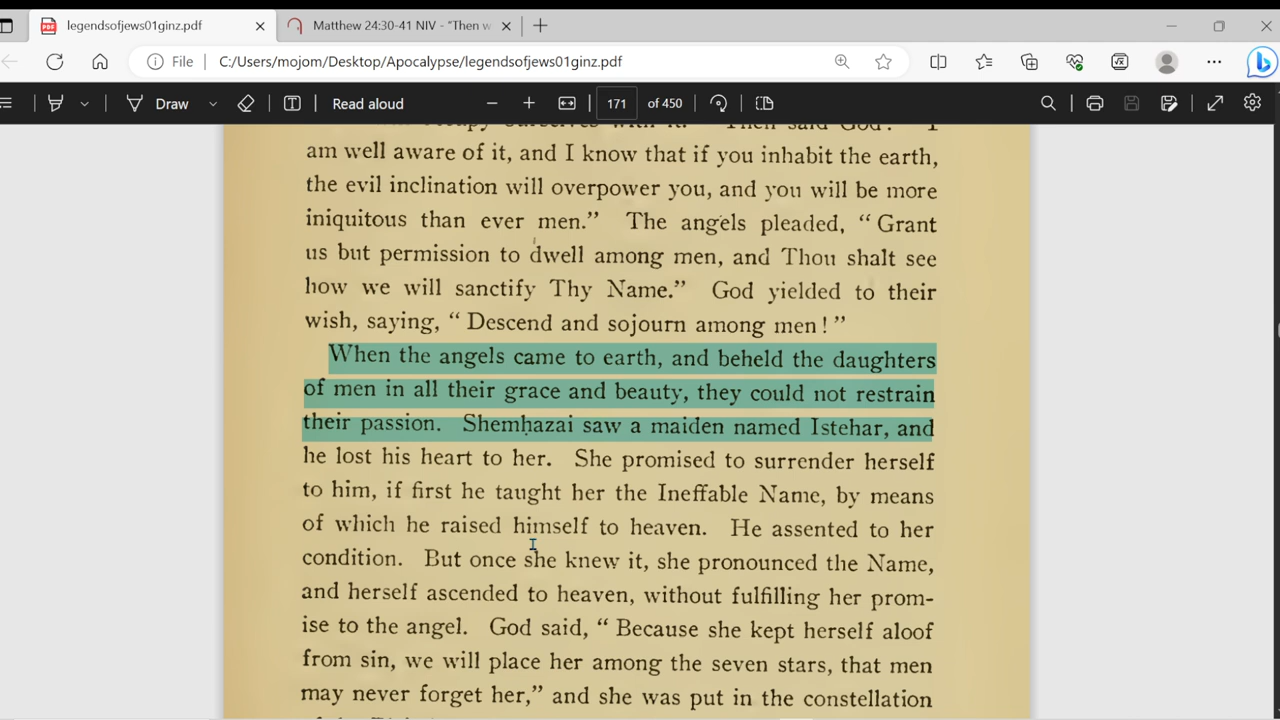 legendsofjews01ginz.pdf
Matthew 24:30-41 NIV - "Then w
File C:/Users/mojom/Desktop/Apocalypse/legendsofjews01ginz.pdf
Draw Read aloud 171 of 450
with it." Then said God: "I
am well aware of it, and I know that if you inhabit the earth,
the evil inclination will overpower you, and you will be more
iniquitous than ever men." The angels pleaded, "Grant
us but permission to dwell among men, and Thou shalt see
how we will sanctify Thy Name." God yielded to their
wish, saying, "Descend and sojourn among men!"
When the angels came to earth, and beheld the daughters
of men in all their grace and beauty, they could not restrain
their passion. Shemḥazai saw a maiden named Istehar, and
he lost his heart to her. She promised to surrender herself
to him, if first he taught her the Ineffable Name, by means
of which he raised himself to heaven. He assented to her
condition. But once she knew it, she pronounced the Name,
and herself ascended to heaven, without fulfilling her prom-
ise to the angel. God said, "Because she kept herself aloof
from sin, we will place her among the seven stars, that men
may never forget her," and she was put in the constellation